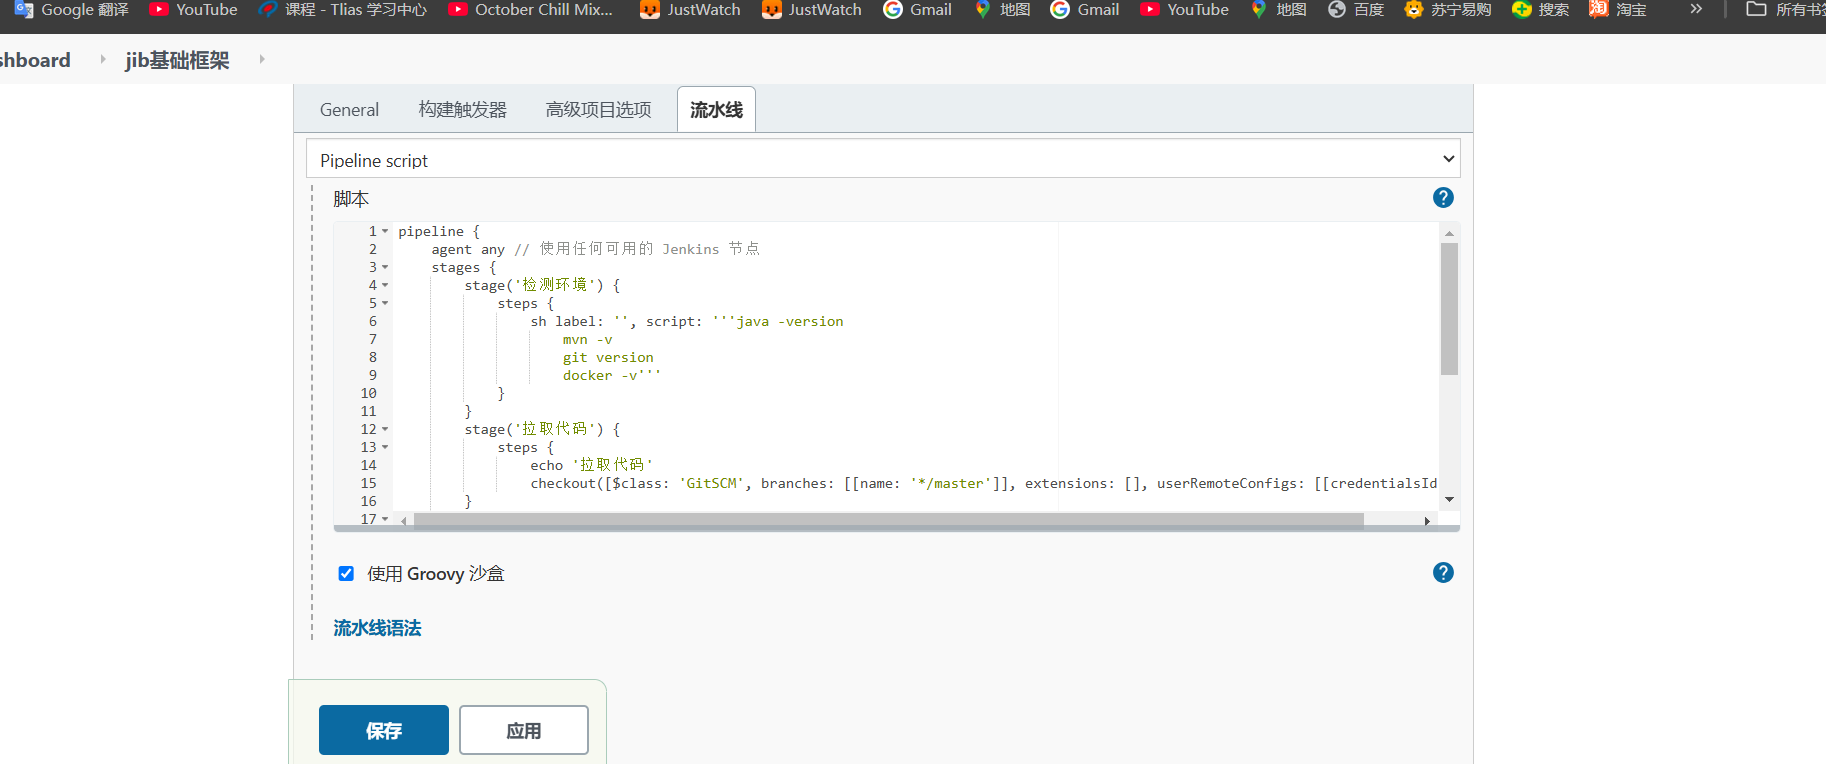 Google 翻译 YouTube 课程 - Tlias 学习中心 October Chill Mix... JustWatch JustWatch Gmail 地图 Gmail YouTube 地图 百度 苏宁易购 搜索 淘宝 » 所有书
shboard jib基础框架
General 构建触发器 高级项目选项 流水线
Pipeline script
脚本 ?
1 pipeline {
2 agent any // 使用任何可用的 Jenkins 节点
3 stages {
4 stage('检测环境') {
5 steps {
6 sh label: '', script: '''java -version
7 mvn -v
8 git version
9 docker -v'''
10 }
11 }
12 stage('拉取代码') {
13 steps {
14 echo '拉取代码'
15 checkout([$class: 'GitSCM', branches: [[name: '*/master']], extensions: [], userRemoteConfigs: [[credentialsId
16 }
17
使用 Groovy 沙盒 ?
流水线语法
保存 应用